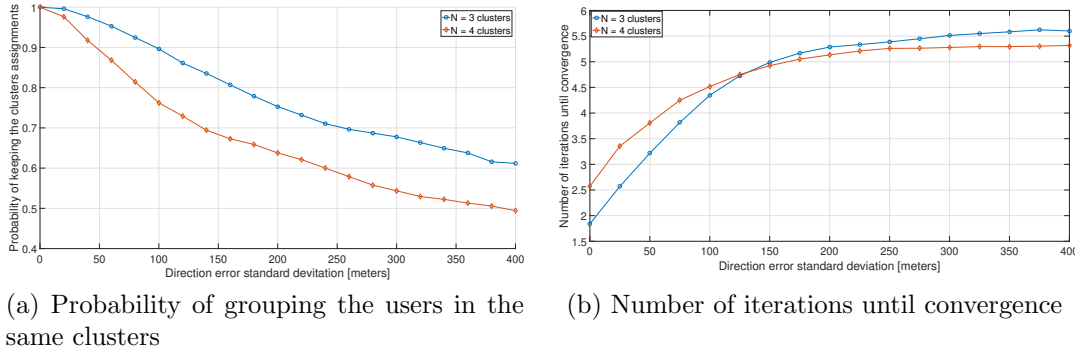 1
0.9
0.8
0.7
0.6
0.5
0.4
Probability of keeping the clusters assignments
N = 3 clusters
N = 4 clusters
0 50 100 150 200 250 300 350 400
Direction error standard devitation [meters]
(a) Probability of grouping the users in the
same clusters
6
5.5
5
4.5
4
3.5
3
2.5
2
1.5
Number of iterations until convergence
N = 3 clusters
N = 4 clusters
0 50 100 150 200 250 300 350 400
Direction error standard deviation [meters]
(b) Number of iterations until convergence